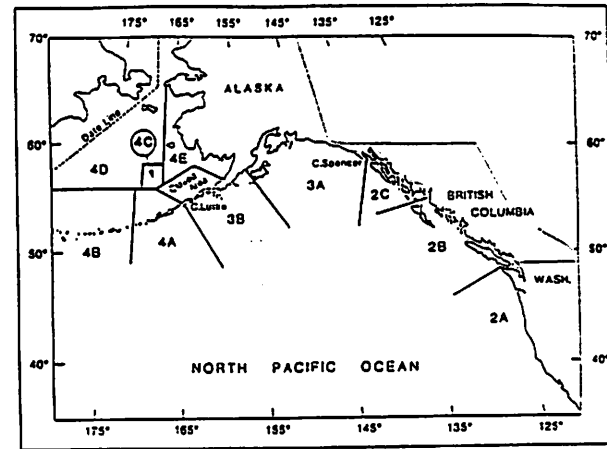 175° 165° 155° 145° 135° 125°
70° 70°
ALASKA
Date Line
4C
60° 4E 60°
4D
1
C.Spencer
3A
Closed Area
2C
BRITISH
COLUMBIA
3B
50° 4B 4A 2B 50°
WASH.
2A
40° 40°
NORTH PACIFIC OCEAN
175° 165° 155° 145° 135° 125°